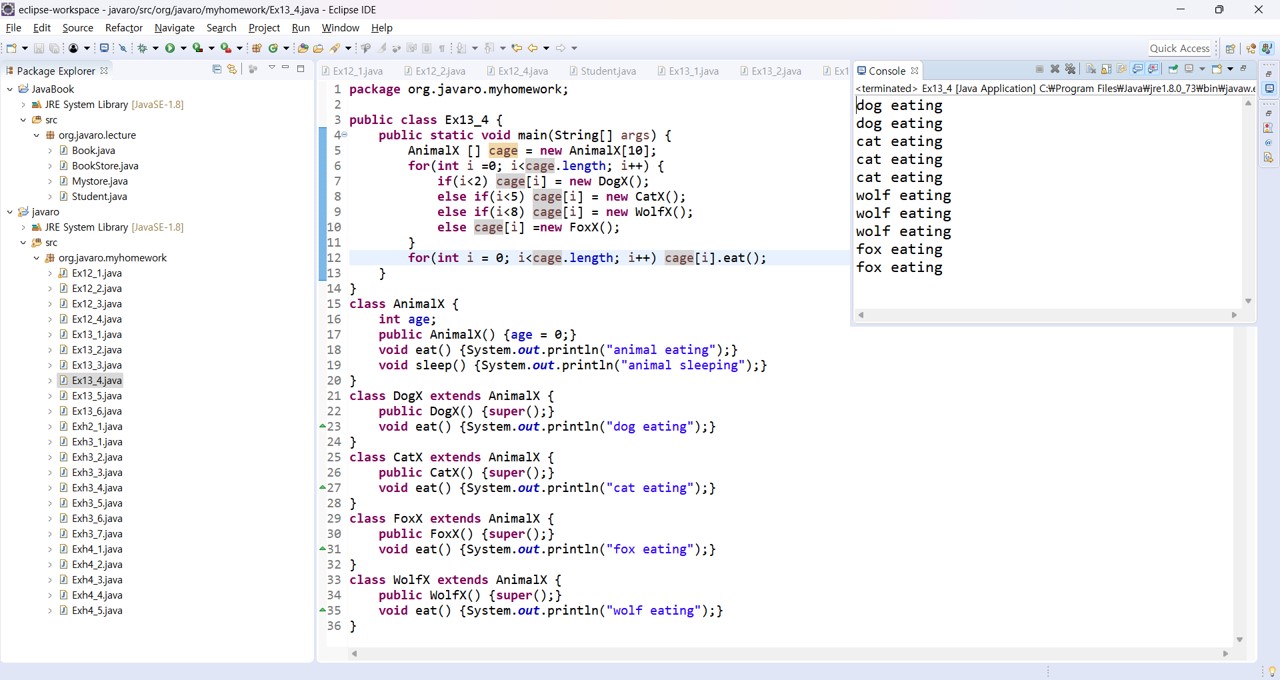 eclipse-workspace - javaro/src/org/javaro/myhomework/Ex13_4.java - Eclipse IDE
File Edit Source Refactor Navigate Search Project Run Window Help
Quick Access
Package Explorer
JavaBook
JRE System Library [JavaSE-1.8]
src
org.javaro.lecture
Book.java
BookStore.java
Mystore.java
Student.java
javaro
JRE System Library [JavaSE-1.8]
src
org.javaro.myhomework
Ex12_1.java
Ex12_2.java
Ex12_3.java
Ex12_4.java
Ex13_1.java
Ex13_2.java
Ex13_3.java
Ex13_4.java
Ex13_5.java
Ex13_6.java
Exh2_1.java
Exh3_1.java
Exh3_2.java
Exh3_3.java
Exh3_4.java
Exh3_5.java
Exh3_6.java
Exh3_7.java
Exh4_1.java
Exh4_2.java
Exh4_3.java
Exh4_4.java
Exh4_5.java
Ex12_1.java Ex12_2.java Ex12_4.java Student.java Ex13_1.java Ex13_2.java Ex1
1 package org.javaro.myhomework;
2
3 public class Ex13_4 {
4 public static void main(String[] args) {
5 AnimalX [] cage = new AnimalX[10];
6 for(int i =0; i<cage.length; i++) {
7 if(i<2) cage[i] = new DogX();
8 else if(i<5) cage[i] = new CatX();
9 else if(i<8) cage[i] = new WolfX();
10 else cage[i] =new FoxX();
11 }
12 for(int i = 0; i<cage.length; i++) cage[i].eat();
13 }
14 }
15 class AnimalX {
16 int age;
17 public AnimalX() {age = 0;}
18 void eat() {System.out.println("animal eating");}
19 void sleep() {System.out.println("animal sleeping");}
20 }
21 class DogX extends AnimalX {
22 public DogX() {super();}
23 void eat() {System.out.println("dog eating");}
24 }
25 class CatX extends AnimalX {
26 public CatX() {super();}
27 void eat() {System.out.println("cat eating");}
28 }
29 class FoxX extends AnimalX {
30 public FoxX() {super();}
31 void eat() {System.out.println("fox eating");}
32 }
33 class WolfX extends AnimalX {
34 public WolfX() {super();}
35 void eat() {System.out.println("wolf eating");}
36 }
Console
<terminated> Ex13_4 [Java Application] C:₩Program Files₩Java₩jre1.8.0_73₩bin₩javaw.e
dog eating
dog eating
cat eating
cat eating
cat eating
wolf eating
wolf eating
wolf eating
fox eating
fox eating